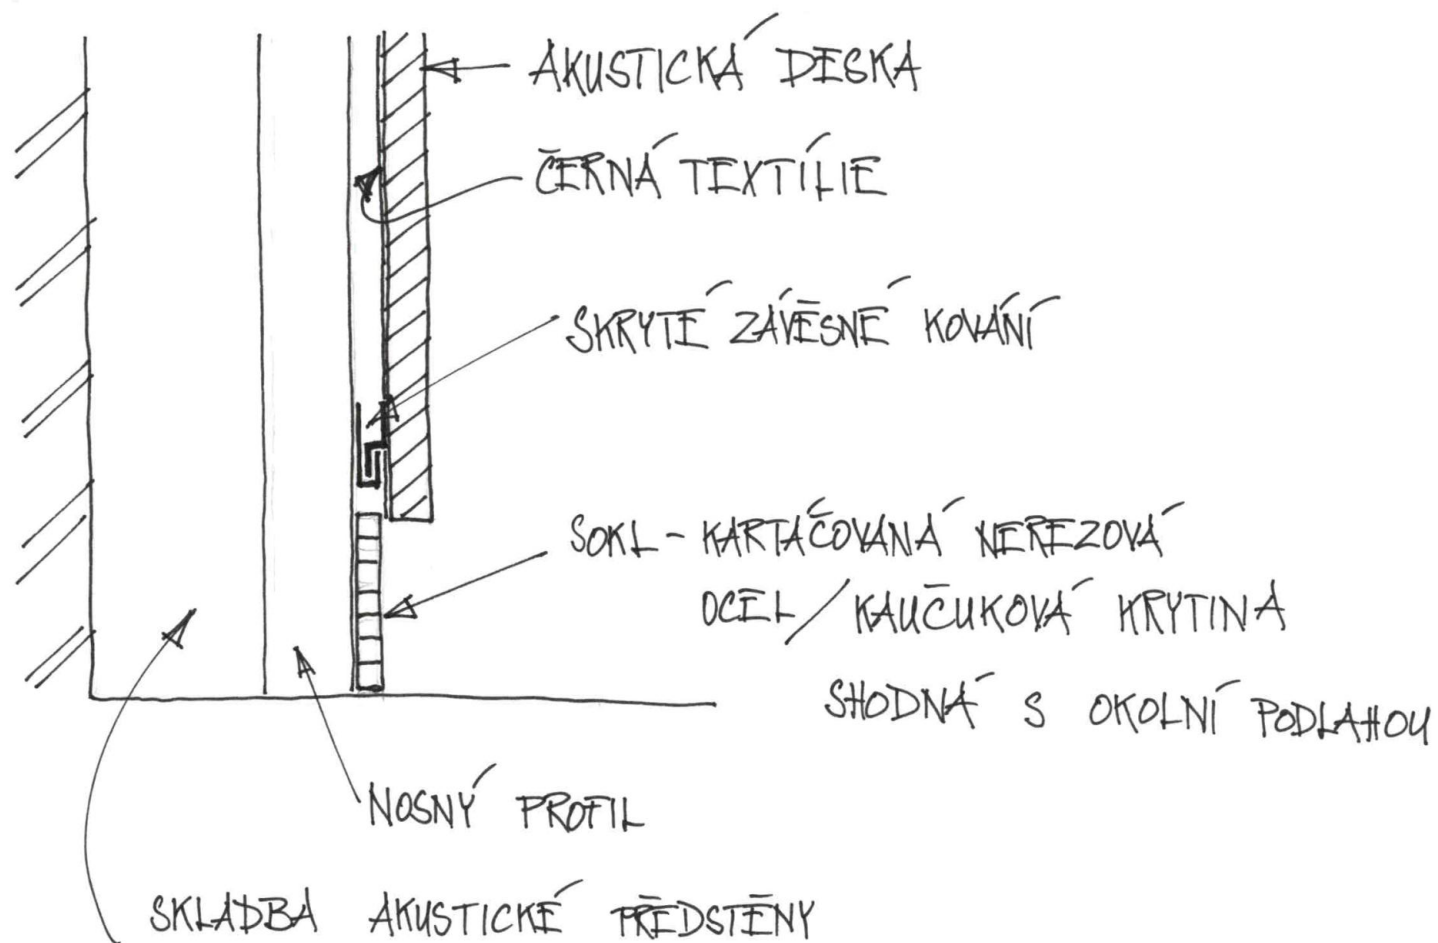 AKUSTICKÁ DESKA
ČERNÁ TEXTÍLIE
SKRYTÉ ZÁVĚSNÉ KOVÁNÍ
SOKL - KARTÁČOVANÁ NEREZOVÁ
OCEL / KAUČUKOVÁ KRYTINA
SHODNÁ S OKOLNÍ PODLAHOU
NOSNÝ PROFIL
SKLADBA AKUSTICKÉ PŘEDSTĚNY